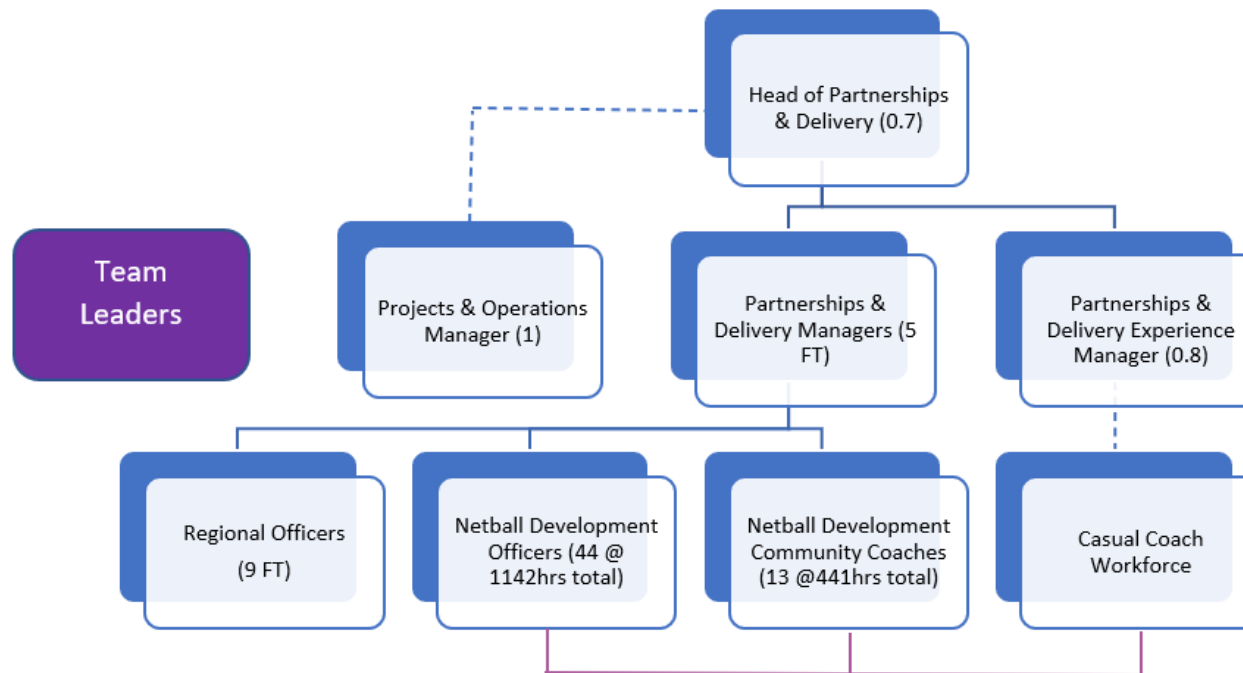 Head of Partnerships
& Delivery (0.7)
Team
Leaders
Projects & Operations
Manager (1)
Partnerships &
Delivery Managers (5
FT)
Partnerships &
Delivery Experience
Manager (0.8)
Regional Officers
(9 FT)
Netball Development
Officers (44 @
1142hrs total)
Netball Development
Community Coaches
(13 @441hrs total)
Casual Coach
Workforce